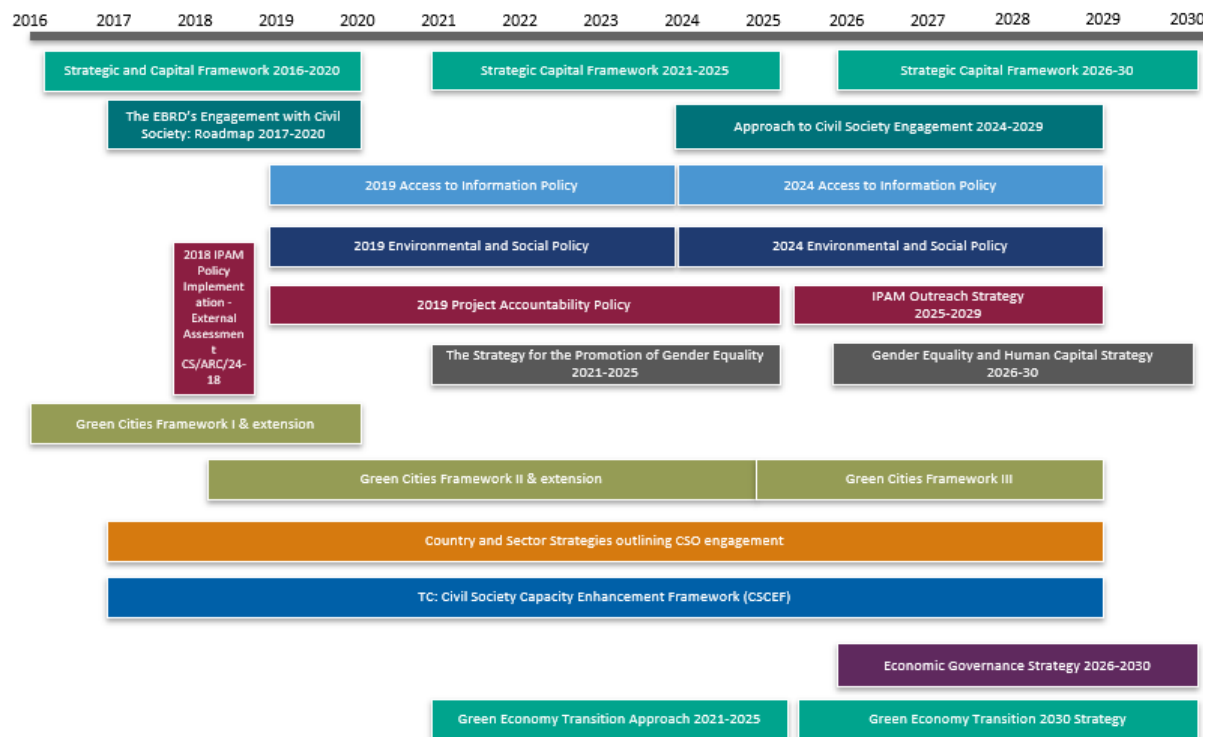 2016 2017 2018 2019 2020 2021 2022 2023 2024 2025 2026 2027 2028 2029 2030
Strategic and Capital Framework 2016-2020
Strategic Capital Framework 2021-2025
Strategic Capital Framework 2026-30
The EBRD's Engagement with Civil
Society: Roadmap 2017-2020
Approach to Civil Society Engagement 2024-2029
2019 Access to Information Policy
2024 Access to Information Policy
2019 Environmental and Social Policy
2024 Environmental and Social Policy
2018 IPAM
Policy
Implement
ation -
External
Assessmen
t
CS/ARC/24-
18
2019 Project Accountability Policy
IPAM Outreach Strategy
2025-2029
The Strategy for the Promotion of Gender Equality
2021-2025
Gender Equality and Human Capital Strategy
2026-30
Green Cities Framework I & extension
Green Cities Framework II & extension
Green Cities Framework III
Country and Sector Strategies outlining CSO engagement
TC: Civil Society Capacity Enhancement Framework (CSCEF)
Economic Governance Strategy 2026-2030
Green Economy Transition Approach 2021-2025
Green Economy Transition 2030 Strategy